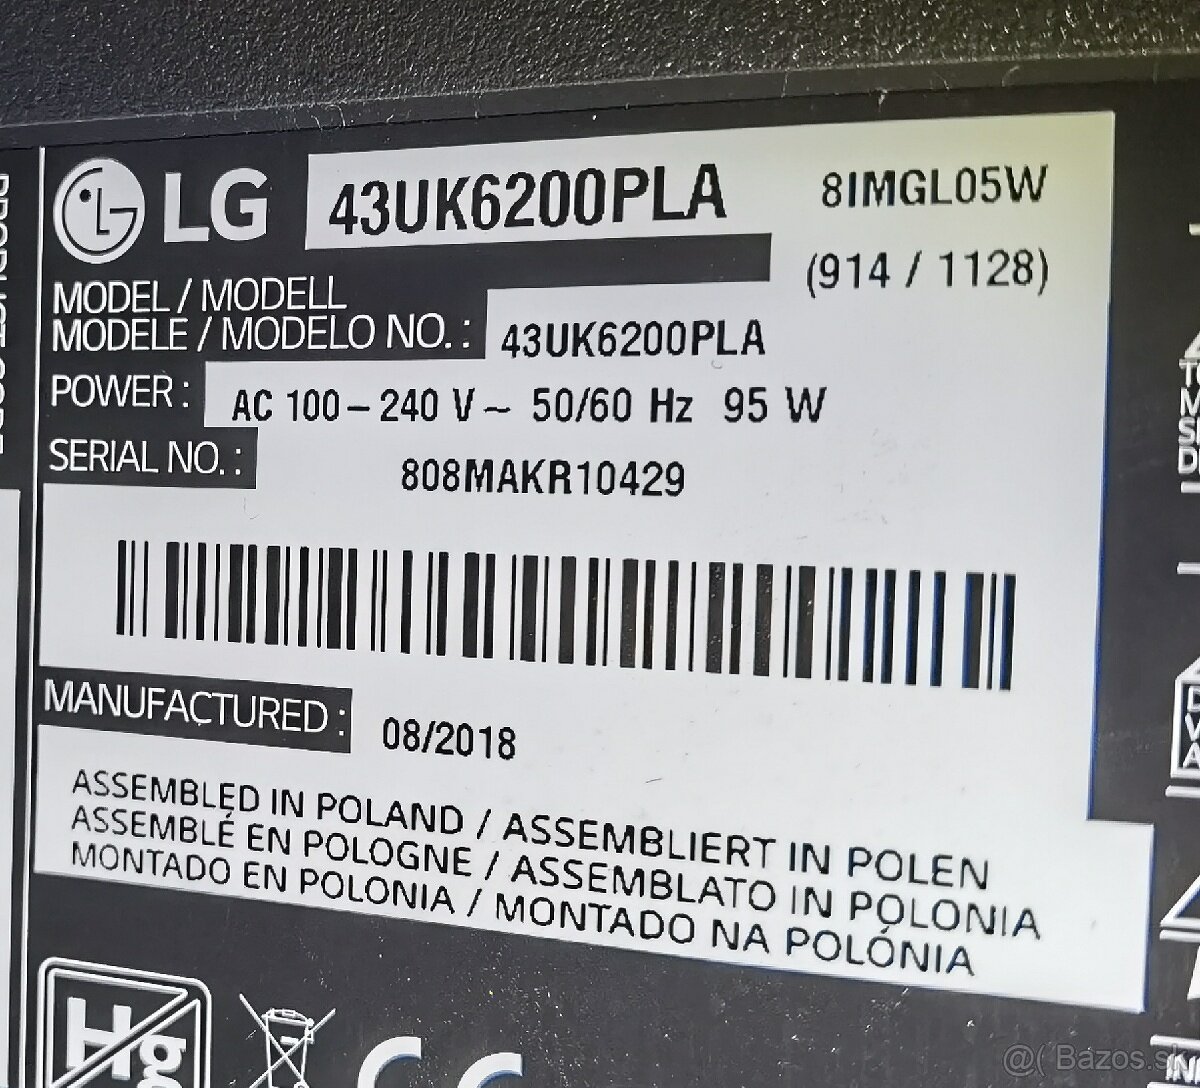 LG 43UK6200PLA 8IMGL05W
(914 / 1128)
MODEL / MODELL
MODELE / MODELO NO. : 43UK6200PLA
POWER : AC 100 – 240 V ~ 50/60 Hz 95 W
SERIAL NO. : 808MAKR10429
MANUFACTURED : 08/2018
ASSEMBLED IN POLAND / ASSEMBLIERT IN POLEN
ASSEMBLÉ EN POLOGNE / ASSEMBLATO IN POLONIA
MONTADO EN POLONIA / MONTADO NA POLÓNIA
Hg
CE
@( Bazos.sk